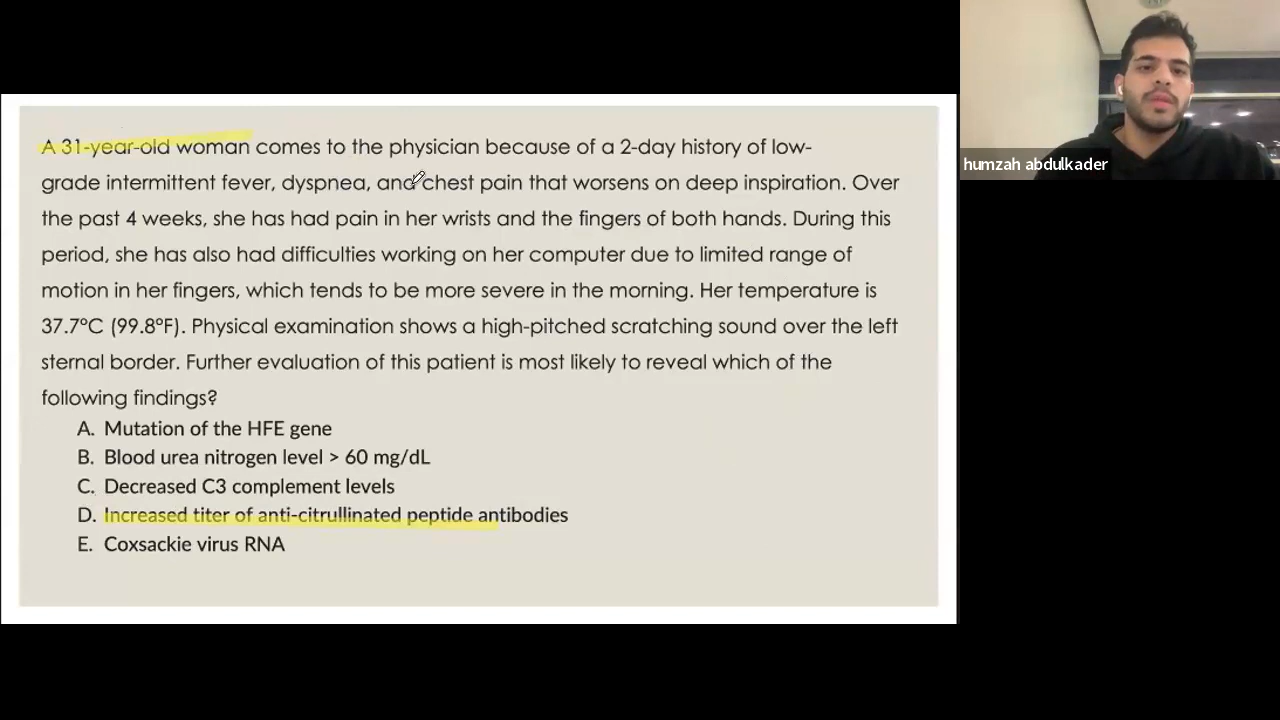 A 31-year-old woman comes to the physician because of a 2-day history of low-
grade intermittent fever, dyspnea, and chest pain that worsens on deep inspiration. Over
the past 4 weeks, she has had pain in her wrists and the fingers of both hands. During this
period, she has also had difficulties working on her computer due to limited range of
motion in her fingers, which tends to be more severe in the morning. Her temperature is
37.7°C (99.8°F). Physical examination shows a high-pitched scratching sound over the left
sternal border. Further evaluation of this patient is most likely to reveal which of the
following findings?
A. Mutation of the HFE gene
B. Blood urea nitrogen level > 60 mg/dL
C. Decreased C3 complement levels
D. Increased titer of anti-citrullinated peptide antibodies
E. Coxsackie virus RNA
humzah abdulkader